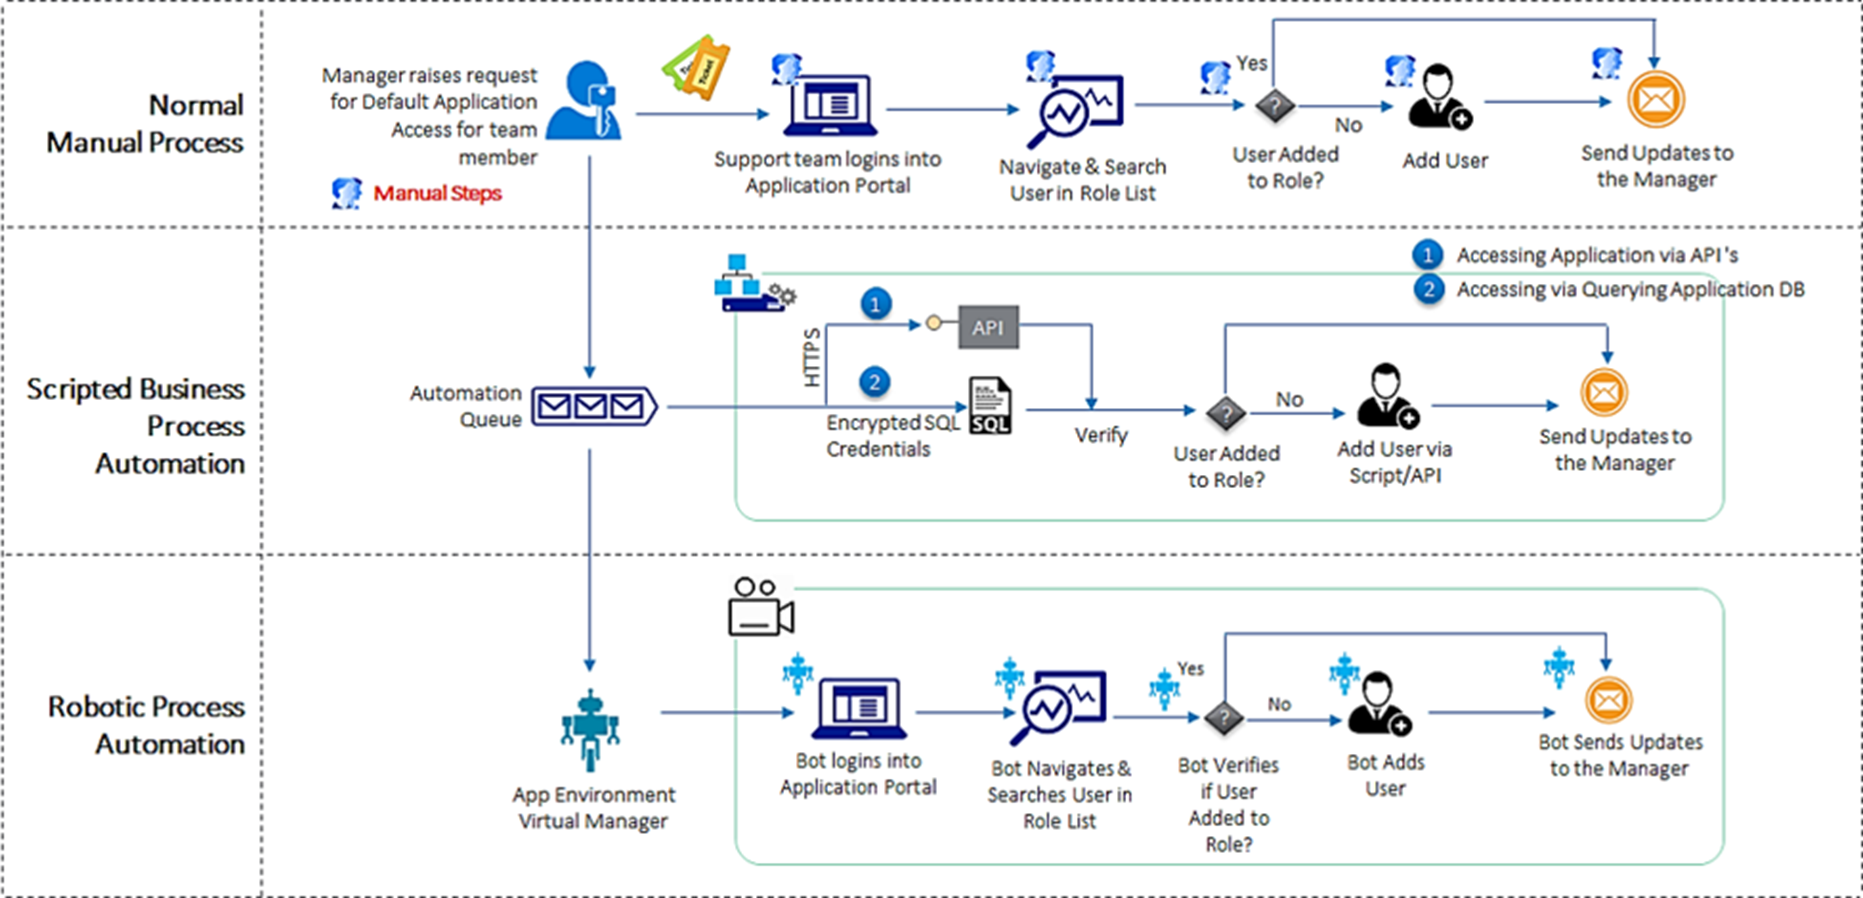 Normal
Manual Process
Manager raises request
for Default Application
Access for team
member
Manual Steps
Ticket
Support team logins into
Application Portal
Navigate & Search
User in Role List
Yes
?
No
User Added
to Role?
Add User
Send Updates to
the Manager
Scripted Business
Process
Automation
1 Accessing Application via API's
2 Accessing via Querying Application DB
Automation
Queue
HTTPS
1
API
2
Encrypted SQL
Credentials
SQL
Verify
?
No
User Added
to Role?
Add User via
Script/API
Send Updates to
the Manager
Robotic Process
Automation
App Environment
Virtual Manager
Bot logins into
Application Portal
Bot Navigates &
Searches User in
Role List
Yes
?
No
Bot Verifies
if User
Added to
Role?
Bot Adds
User
Bot Sends Updates
to the Manager